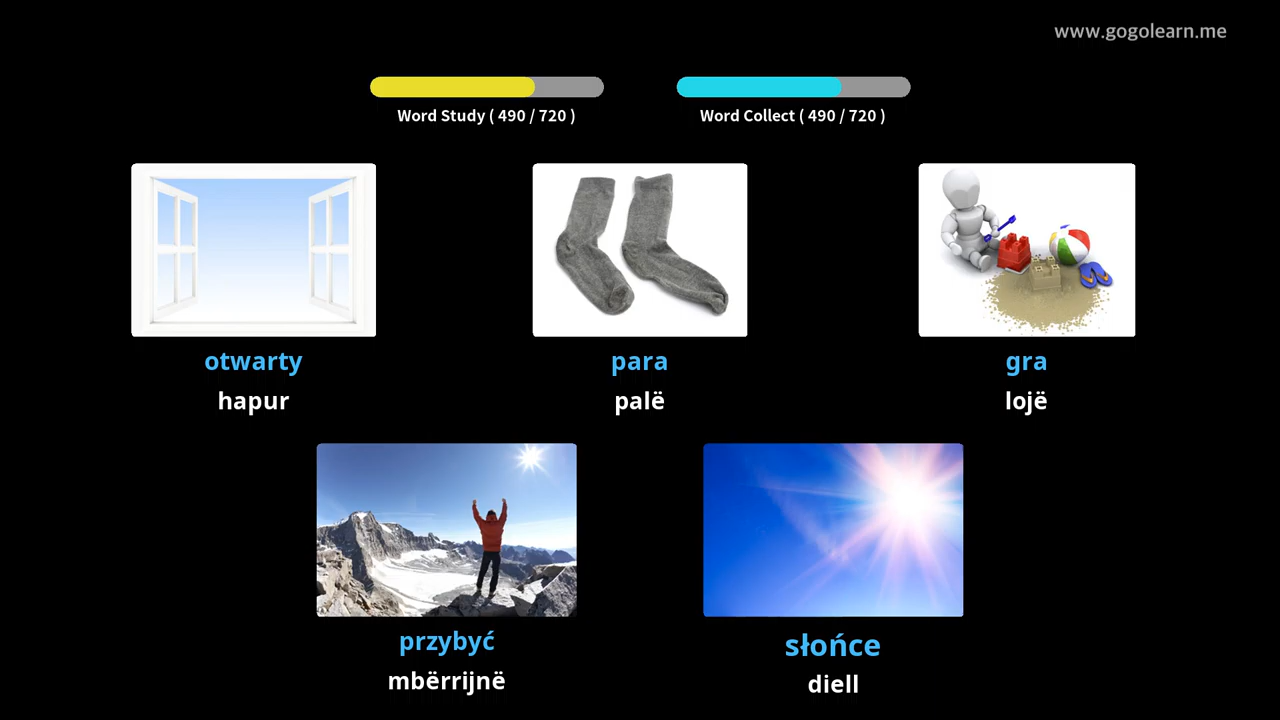 www.gogolearn.me
Word Study ( 490 / 720 )
Word Collect ( 490 / 720 )
otwarty
hapur
para
palë
gra
lojë
przybyć
mbërrijnë
słońce
diell